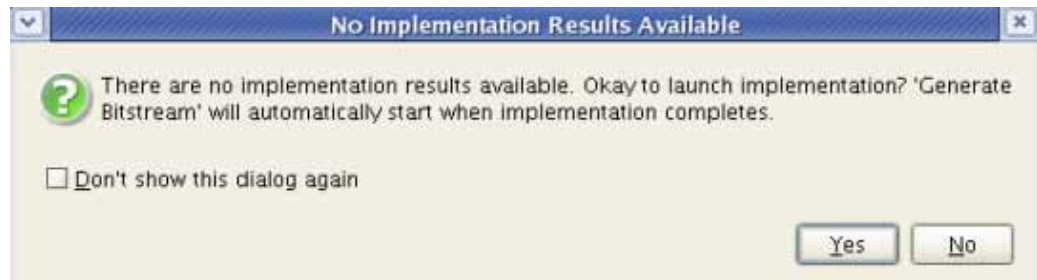 No Implementation Results Available
There are no implementation results available. Okay to launch implementation? 'Generate
Bitstream' will automatically start when implementation completes.
Don't show this dialog again
Yes No